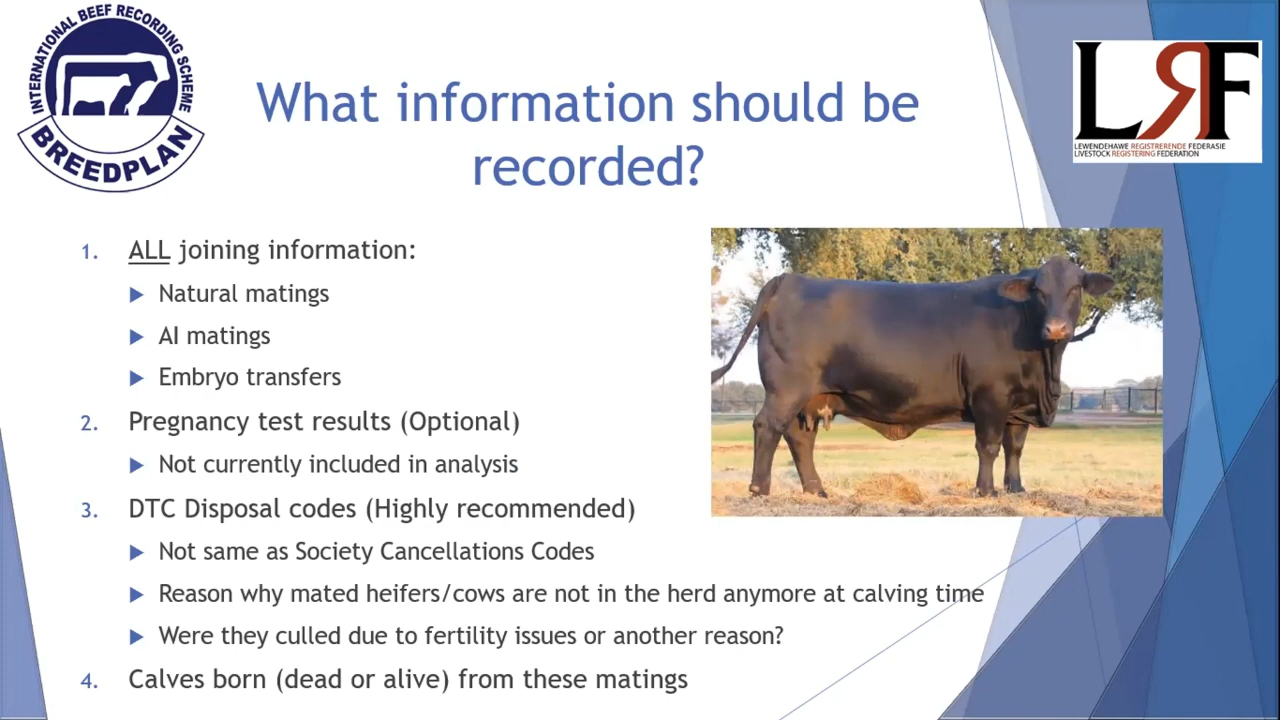 INTERNATIONAL BEEF RECORDING SCHEME
BREEDPLAN
LRF
LEWENDEHAWE REGISTRERENDE FEDERASIE
LIVESTOCK REGISTERING FEDERATION
What information should be
recorded?
1. ALL joining information:
Natural matings
AI matings
Embryo transfers
2. Pregnancy test results (Optional)
Not currently included in analysis
3. DTC Disposal codes (Highly recommended)
Not same as Society Cancellations Codes
Reason why mated heifers/cows are not in the herd anymore at calving time
Were they culled due to fertility issues or another reason?
4. Calves born (dead or alive) from these matings